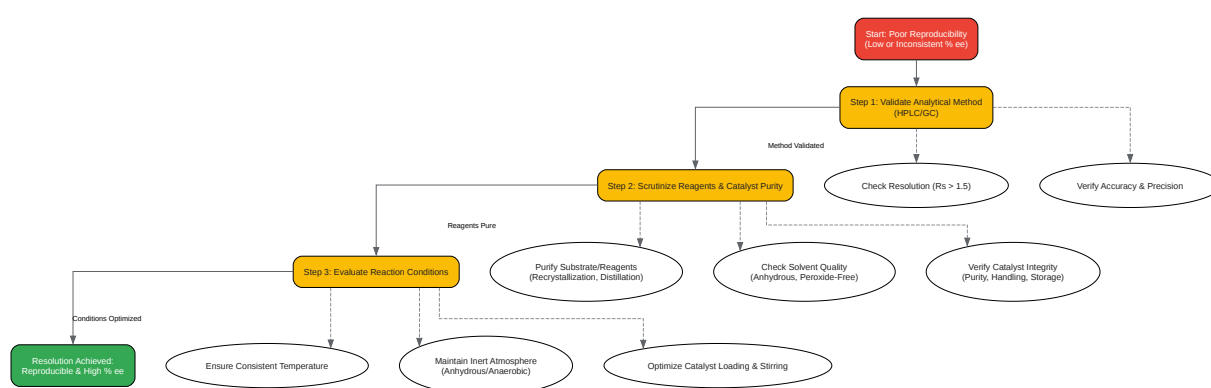 Start: Poor Reproducibility
(Low or Inconsistent % ee)
Step 1: Validate Analytical Method
(HPLC/GC)
Method Validated
Check Resolution (Rs > 1.5)
Verify Accuracy & Precision
Step 2: Scrutinize Reagents & Catalyst Purity
Reagents Pure
Purify Substrate/Reagents
(Recrystallization, Distillation)
Check Solvent Quality
(Anhydrous, Peroxide-Free)
Verify Catalyst Integrity
(Purity, Handling, Storage)
Step 3: Evaluate Reaction Conditions
Conditions Optimized
Resolution Achieved:
Reproducible & High % ee
Ensure Consistent Temperature
Maintain Inert Atmosphere
(Anhydrous/Anaerobic)
Optimize Catalyst Loading & Stirring